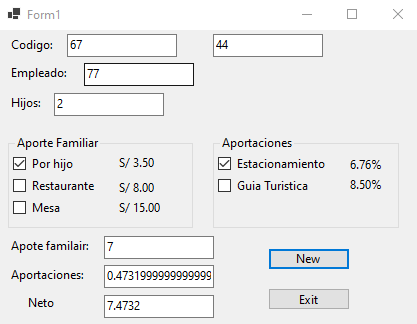 Form1
Codigo: 67 44
Empleado: 77
Hijos: 2
Aporte Familiar Aportaciones
Por hijo S/ 3.50 Estacionamiento 6.76%
Restaurante S/ 8.00 Guia Turistica 8.50%
Mesa S/ 15.00
Apote familair: 7
New
Aportaciones: 0.4731999999999999
Neto 7.4732 Exit